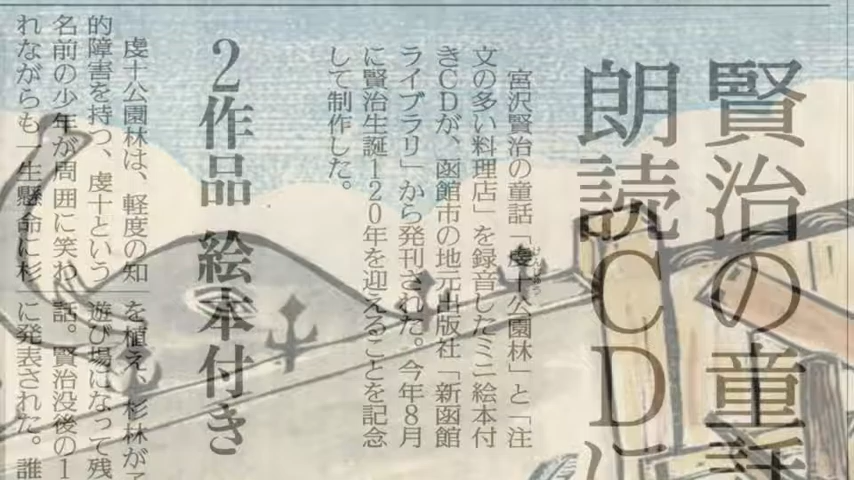 賢治の童話
朗読CDに
宮沢賢治の童話「虔十公園林」と「注
けんじゅう
文の多い料理店」を録音したミニ絵本付
きCDが、函館市の地元出版社「新函館
ライブラリ」から発刊された。今年8月
に賢治生誕120年を迎えることを記念
して制作した。
2作品 絵本付き
虔十公園林は、軽度の知
的障害を持つ、虔十という
名前の少年が周囲に笑わ
れながらも一生懸命に杉
を植え、杉林が子
遊び場になって残
話。賢治没後の1
に発表された。誰